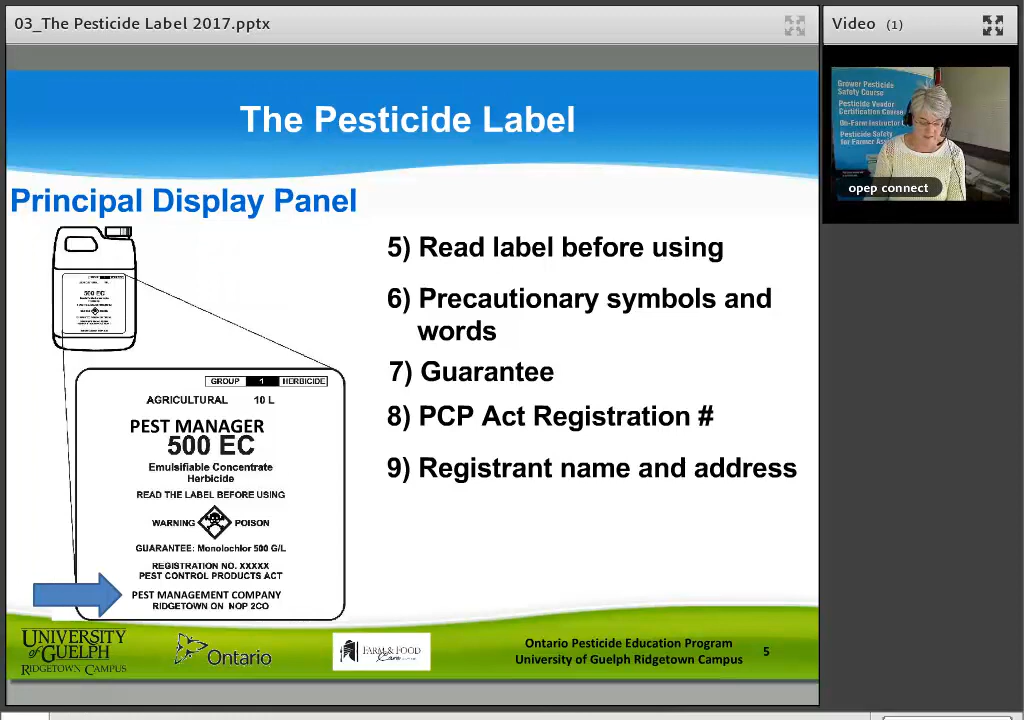 03_The Pesticide Label 2017.pptx
Video (1)
Grower Pesticide
Safety Course
Pesticide Vendor
Certification Course
On-Farm Instructor
Pesticide Safety
opep connect
The Pesticide Label
Principal Display Panel
5) Read label before using
6) Precautionary symbols and
words
7) Guarantee
8) PCP Act Registration #
9) Registrant name and address
500 EC
GROUP 1 HERBICIDE
AGRICULTURAL 10 L
PEST MANAGER
500 EC
Emulsifiable Concentrate
Herbicide
READ THE LABEL BEFORE USING
WARNING POISON
GUARANTEE: Monolochlor 500 G/L
REGISTRATION NO. XXXXX
PEST CONTROL PRODUCTS ACT
PEST MANAGEMENT COMPANY
RIDGETOWN ON NOP 2CO
UNIVERSITY
OF GUELPH
RIDGETOWN CAMPUS
Ontario
FARM & FOOD
Care
Ontario Pesticide Education Program
University of Guelph Ridgetown Campus
5